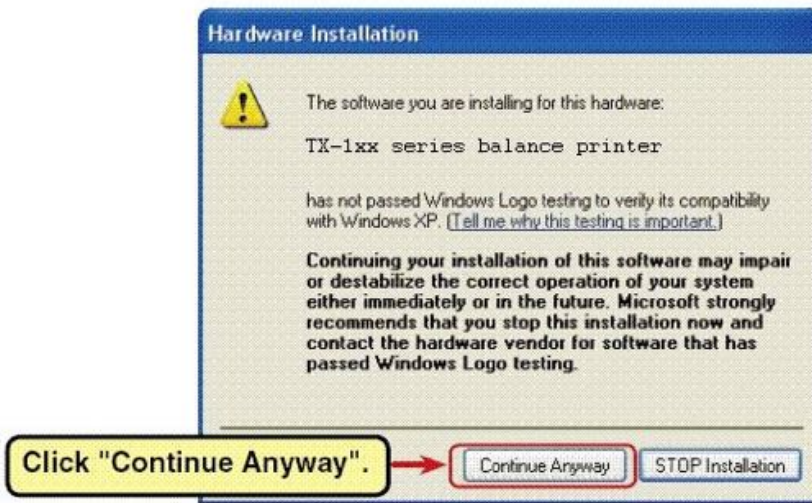 Hardware Installation
The software you are installing for this hardware:
TX-1xx series balance printer
has not passed Windows Logo testing to verify its compatibility
with Windows XP. (Tell me why this testing is important.)
Continuing your installation of this software may impair
or destabilize the correct operation of your system
either immediately or in the future. Microsoft strongly
recommends that you stop this installation now and
contact the hardware vendor for software that has
passed Windows Logo testing.
Click "Continue Anyway".
Continue Anyway
STOP Installation